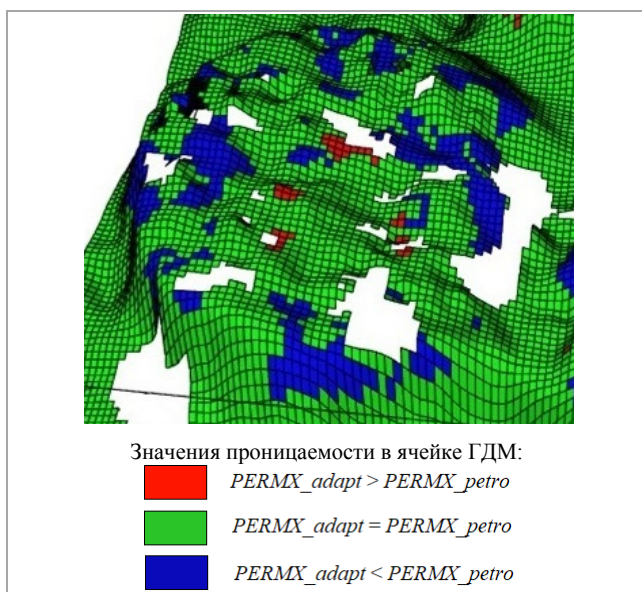 Значения проницаемости в ячейке ГДМ:
PERMX_adapt > PERMX_petro
PERMX_adapt = PERMX_petro
PERMX_adapt < PERMX_petro